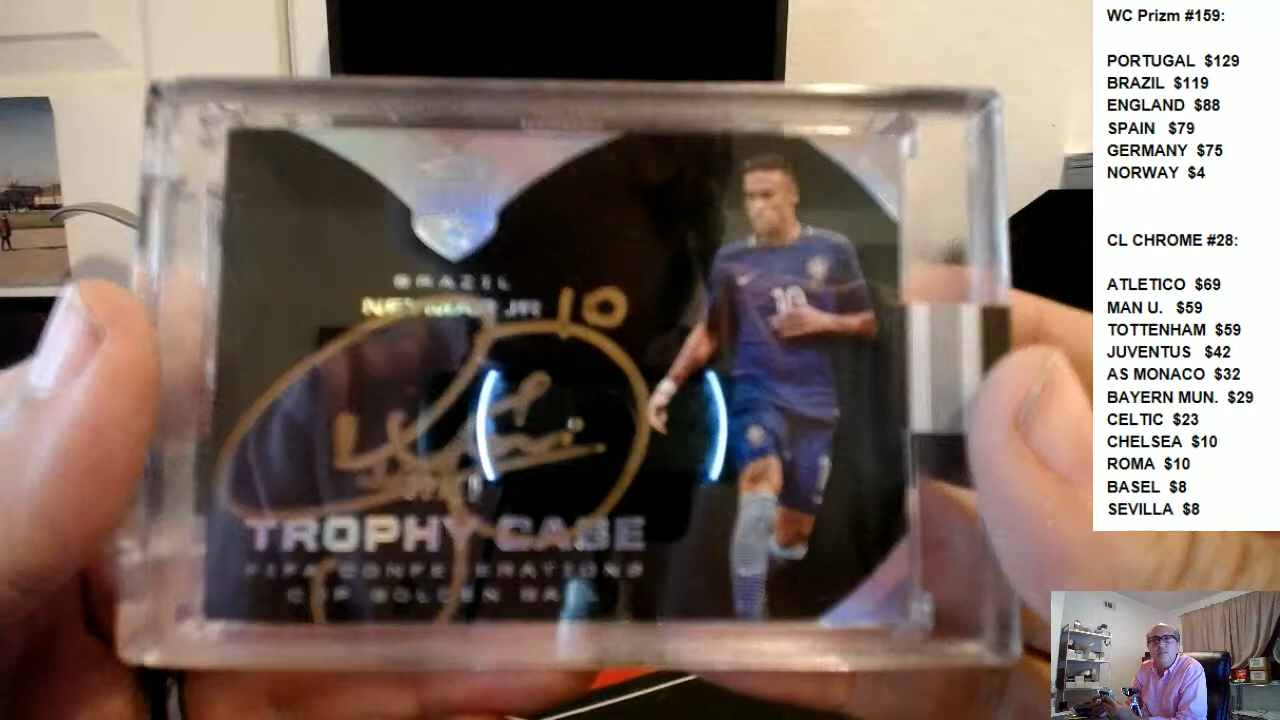 WC Prizm #159:
PORTUGAL $129
BRAZIL $119
ENGLAND $88
SPAIN $79
GERMANY $75
NORWAY $4
CL CHROME #28:
ATLETICO $69
MAN U. $59
TOTTENHAM $59
JUVENTUS $42
AS MONACO $32
BAYERN MUN. $29
CELTIC $23
CHELSEA $10
ROMA $10
BASEL $8
SEVILLA $8
BRAZIL
NEYMAR JR
10
10
TROPHY CASE
FIFA CONFEDERATIONS
CUP GOLDEN BALL